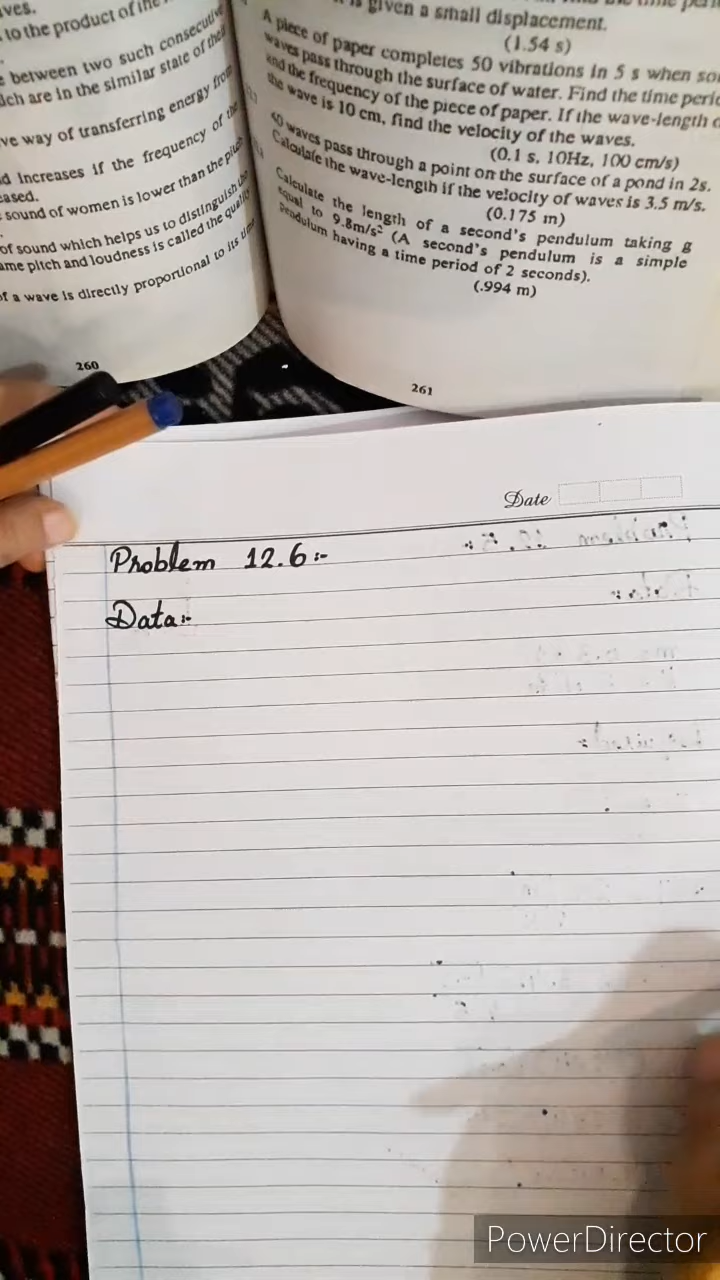 ves.
to the product of the
between two such consecutive
ich are in the similar state of their
ve way of transferring energy from
d increases if the frequency of the
eased.
sound of women is lower than the pitch
of sound which helps us to distinguish the
ame pitch and loudness is called the quality
of a wave is directly proportional to its time
260
is given a small displacement.
(1.54 s)
A piece of paper completes 50 vibrations in 5 s when some
waves pass through the surface of water. Find the time period
and the frequency of the piece of paper. If the wave-length of
the wave is 10 cm, find the velocity of the waves.
(0.1 s, 10Hz, 100 cm/s)
40 waves pass through a point on the surface of a pond in 2s.
Calculate the wave-length if the velocity of waves is 3.5 m/s.
(0.175 m)
Calculate the length of a second's pendulum taking g
equal to 9.8m/s² (A second's pendulum is a simple
pendulum having a time period of 2 seconds).
(.994 m)
261
Date
Problem 12.6:-
Data:-
PowerDirector